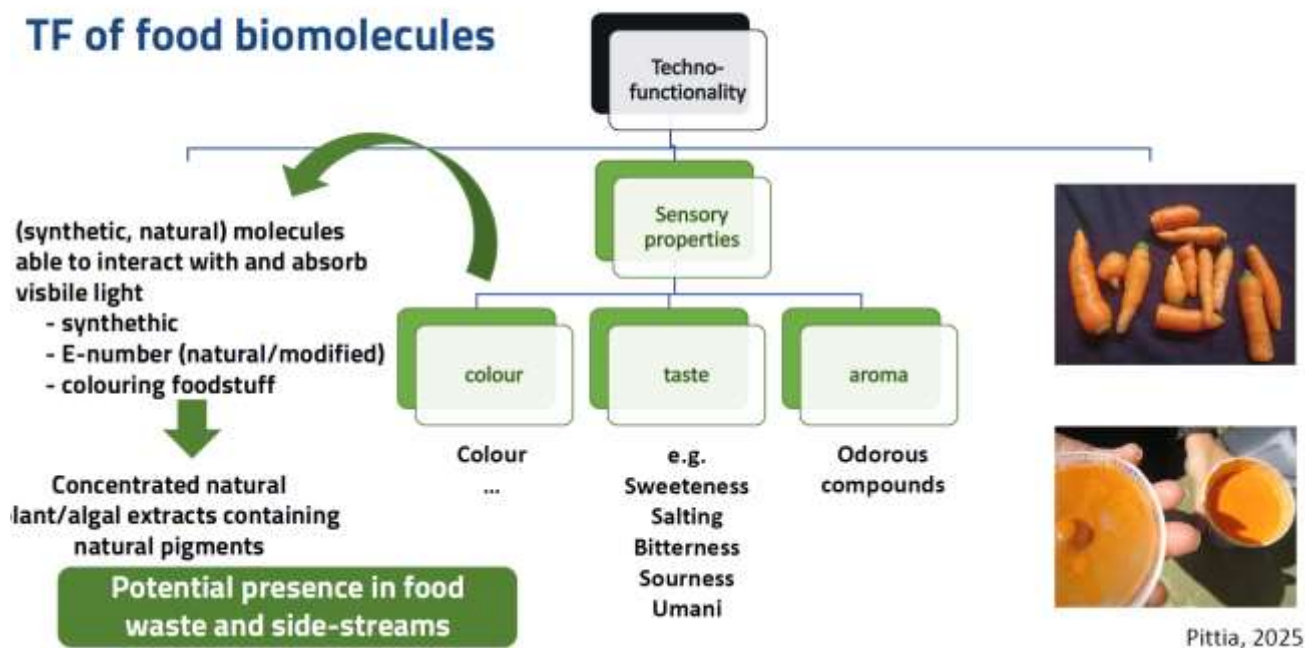 TF of food biomolecules
Techno-
functionality
Sensory
properties
(synthetic, natural) molecules
able to interact with and absorb
visbile light
- synthethic
- E-number (natural/modified)
- colouring foodstuff
colour
taste
aroma
Colour
...
e.g.
Sweeteness
Salting
Bitterness
Sourness
Umani
Odorous
compounds
Concentrated natural
lant/algal extracts containing
natural pigments
Potential presence in food
waste and side-streams
Pittia, 2025